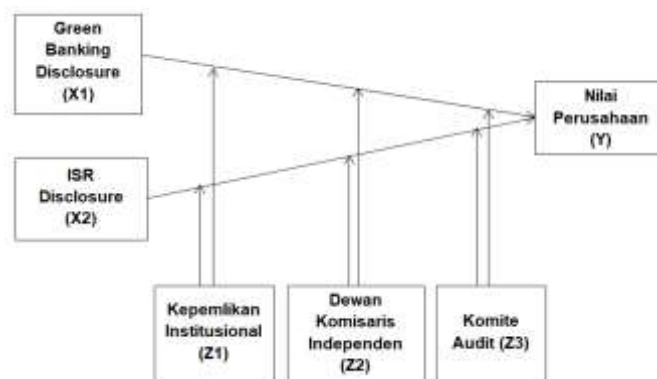 Green
Banking
Disclosure
(X1)
Nilai
Perusahaan
(Y)
ISR
Disclosure
(X2)
Kepemlikan
Institusional
(Z1)
Dewan
Komisaris
Independen
(Z2)
Komite
Audit (Z3)